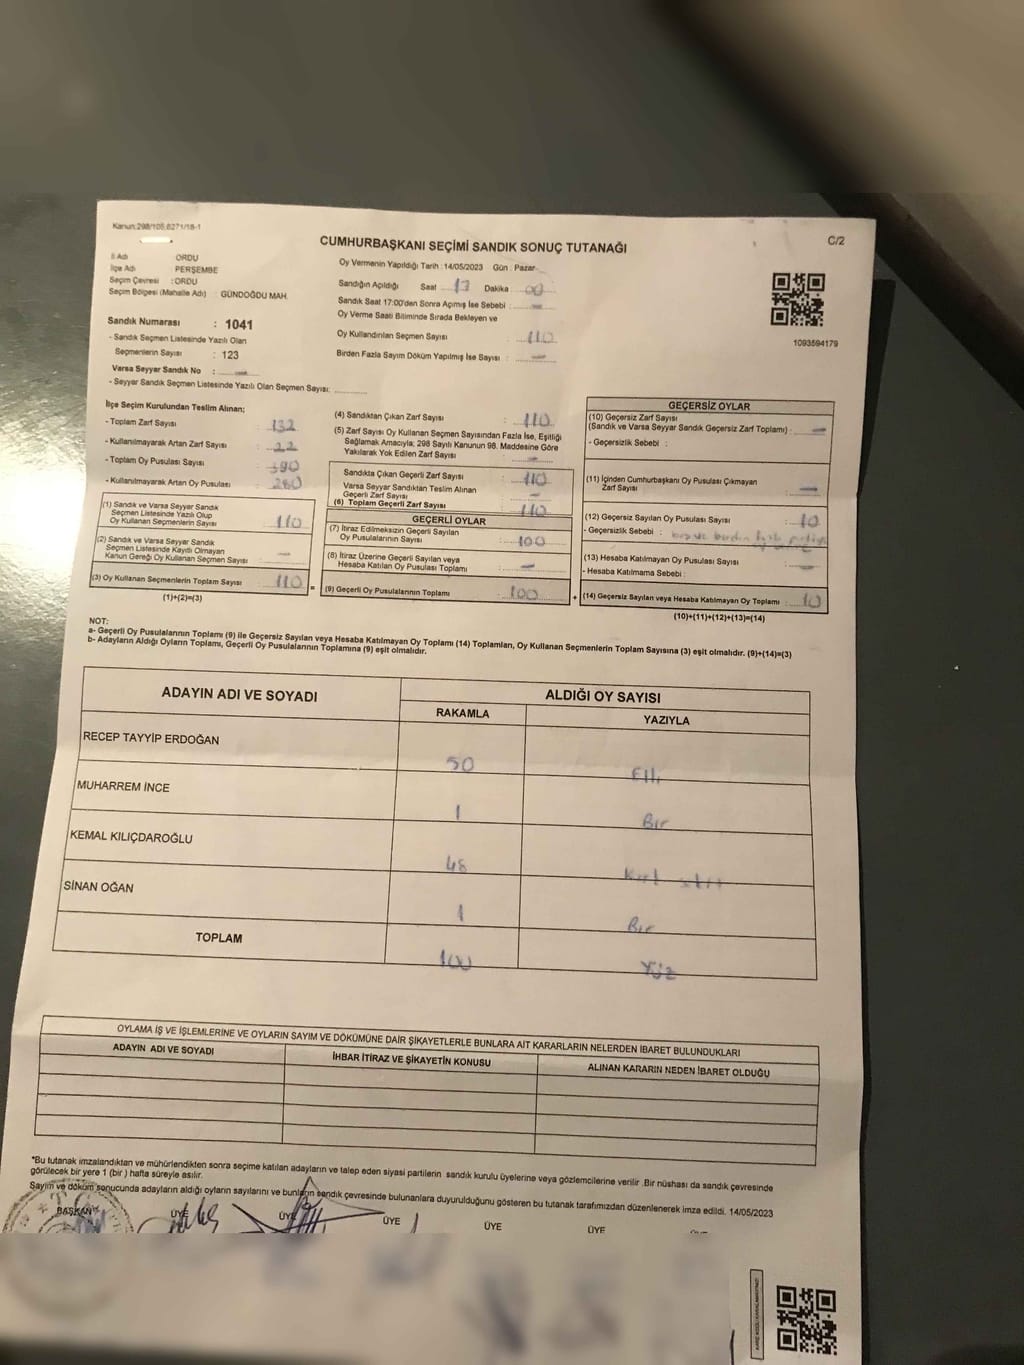 Kanun:298/105,6271/18-1
CUMHURBAŞKANI SEÇİMİ SANDIK SONUÇ TUTANAĞI
C/2
İl Adı ORDU
İlçe Adı PERŞEMBE
Seçim Çevresi : ORDU
Seçim Bölgesi (Mahalle Adı) : GÜNDOĞDU MAH.
Sandık Numarası : 1041
- Sandık Seçmen Listesinde Yazılı Olan
Seçmenlerin Sayısı : 123
Varsa Seyyar Sandık No : —
- Seyyar Sandık Seçmen Listesinde Yazılı Olan Seçmen Sayısı:
Oy Vermenin Yapıldığı Tarih : 14/05/2023 Gün : Pazar
Sandığın Açıldığı Saat 17 Dakika 00
Sandık Saat 17:00'den Sonra Açmış İse Sebebi : —
Oy Verme Saati Bitiminde Sırada Bekleyen ve
Oy Kullandırılan Seçmen Sayısı : 110
Birden Fazla Sayım Döküm Yapılmış İse Sayısı : —
1093594179
İlçe Seçim Kurulundan Teslim Alınan;
- Toplam Zarf Sayısı : 132
- Kullanılmayarak Artan Zarf Sayısı : 22
- Toplam Oy Pusulası Sayısı : 390
- Kullanılmayarak Artan Oy Pusulası : 280
(1) Sandık ve Varsa Seyyar Sandık
Seçmen Listesinde Yazılı Olup
Oy Kullanan Seçmenlerin Sayısı : 110
(2) Sandık ve Varsa Seyyar Sandık
Seçmen Listesinde Kayıtlı Olmayan
Kanun Gereği Oy Kullanan Seçmen Sayısı : —
(3) Oy Kullanan Seçmenlerin Toplam Sayısı : 110
(1)+(2)=(3)
(4) Sandıktan Çıkan Zarf Sayısı : 110
(5) Zarf Sayısı Oy Kullanan Seçmen Sayısından Fazla İse, Eşitliği
Sağlamak Amacıyla; 298 Sayılı Kanunun 98. Maddesine Göre
Yakılarak Yok Edilen Zarf Sayısı : —
Sandıkta Çıkan Geçerli Zarf Sayısı : 110
Varsa Seyyar Sandıktan Teslim Alınan
Geçerli Zarf Sayısı : —
(6) Toplam Geçerli Zarf Sayısı : 110
GEÇERLİ OYLAR
(7) İtiraz Edilmeksizin Geçerli Sayılan
Oy Pusulalarının Sayısı : 100
(8) İtiraz Üzerine Geçerli Sayılan veya
Hesaba Katılan Oy Pusulası Toplamı : —
=
(9) Geçerli Oy Pusulalarının Toplamı : 100
+
GEÇERSİZ OYLAR
(10) Geçersiz Zarf Sayısı
(Sandık ve Varsa Seyyar Sandık Geçersiz Zarf Toplamı) : —
- Geçersizlik Sebebi :
(11) İçinden Cumhurbaşkanı Oy Pusulası Çıkmayan
Zarf Sayısı : —
(12) Geçersiz Sayılan Oy Pusulası Sayısı : 10
- Geçersizlik Sebebi :
(13) Hesaba Katılmayan Oy Pusulası Sayısı : —
- Hesaba Katılmama Sebebi :
(14) Geçersiz Sayılan veya Hesaba Katılmayan Oy Toplamı : 10
(10)+(11)+(12)+(13)=(14)
NOT:
a- Geçerli Oy Pusulalarının Toplamı (9) ile Geçersiz Sayılan veya Hesaba Katılmayan Oy Toplamı (14) Toplamları, Oy Kullanan Seçmenlerin Toplam Sayısına (3) eşit olmalıdır. (9)+(14)=(3)
b- Adayların Aldığı Oyların Toplamı, Geçerli Oy Pusulalarının Toplamına (9) eşit olmalıdır.
ADAYIN ADI VE SOYADI ALDIĞI OY SAYISI
RAKAMLA YAZIYLA
RECEP TAYYİP ERDOĞAN 50 Elli
MUHARREM İNCE 1 Bir
KEMAL KILIÇDAROĞLU 48 Kırk sekiz
SİNAN OĞAN 1 Bir
TOPLAM 100 Yüz
OYLAMA İŞ VE İŞLEMLERİNE VE OYLARIN SAYIM VE DÖKÜMÜNE DAİR ŞİKAYETLERLE BUNLARA AİT KARARLARIN NELERDEN İBARET BULUNDUKLARI
ADAYIN ADI VE SOYADI İHBAR İTİRAZ VE ŞİKAYETİN KONUSU ALINAN KARARIN NEDEN İBARET OLDUĞU
*Bu tutanak imzalandıktan ve mühürlendikten sonra seçime katılan adayların ve talep eden siyasi partilerin sandık kurulu üyelerine veya gözlemcilerine verilir .Bir nüshası da sandık çevresinde
görülecek bir yere 1 (bir ) hafta süreyle asılır.
Sayım ve döküm sonucunda adayların aldığı oyların sayılarını ve bunların sandık çevresinde bulunanlara duyurulduğunu gösteren bu tutanak tarafımızdan düzenlenerek imza edildi. 14/05/2023
BAŞKAN ÜYE ÜYE ÜYE ÜYE ÜYE